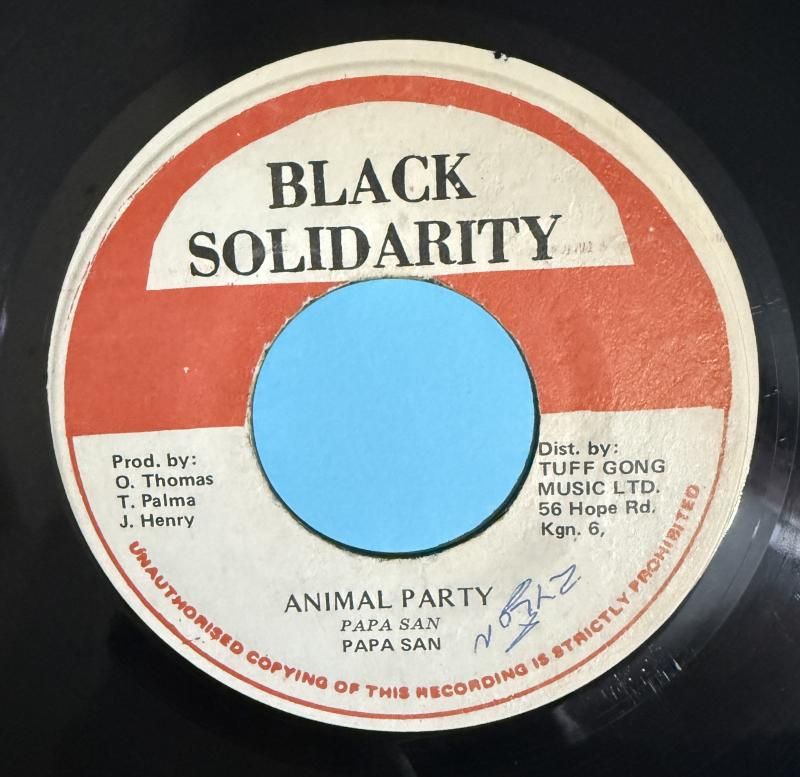 BLACK
SOLIDARITY
Prod. by:
O. Thomas
T. Palma
J. Henry
Dist. by:
TUFF GONG
MUSIC LTD.
56 Hope Rd.
Kgn. 6,
ANIMAL PARTY
PAPA SAN
PAPA SAN
UNAUTHORISED COPYING OF THIS RECORDING IS STRICTLY PROHIBITED